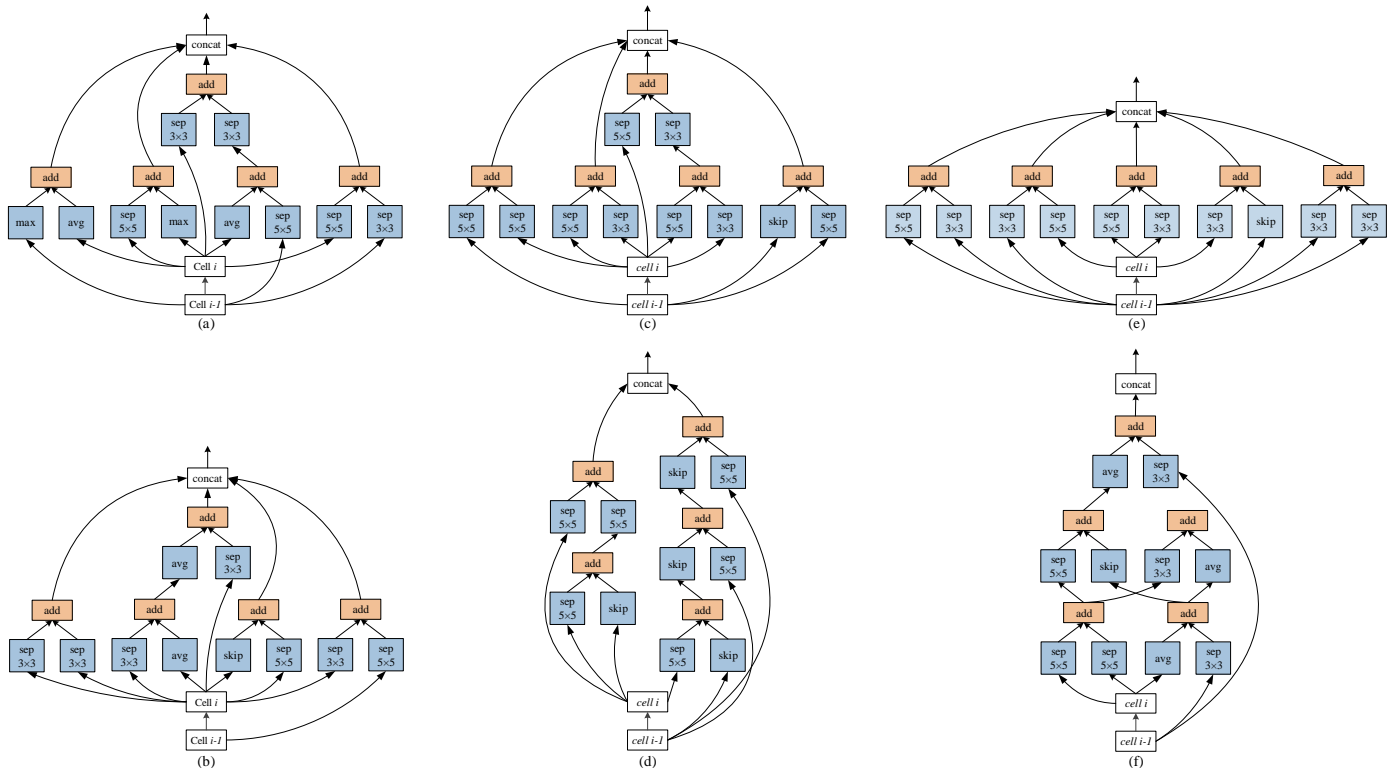 concat
add
sep
3×3
sep
3×3
add
add
add
add
max
avg
sep
5×5
max
avg
sep
5×5
sep
5×5
sep
3×3
Cell i
Cell i-1
(a)
concat
add
sep
5×5
sep
3×3
add
add
add
add
sep
5×5
sep
5×5
sep
5×5
sep
3×3
sep
5×5
sep
3×3
skip
sep
5×5
cell i
cell i-1
(c)
concat
add
add
add
add
add
sep
5×5
sep
3×3
sep
3×3
sep
5×5
sep
5×5
sep
3×3
sep
3×3
skip
sep
3×3
sep
3×3
cell i
cell i-1
(e)
concat
add
avg
sep
3×3
add
add
add
add
sep
3×3
sep
3×3
sep
3×3
avg
skip
sep
5×5
sep
3×3
sep
5×5
Cell i
Cell i-1
(b)
concat
add
skip
sep
5×5
add
sep
5×5
sep
5×5
add
add
skip
sep
5×5
sep
5×5
skip
add
sep
5×5
skip
cell i
cell i-1
(d)
concat
add
avg
sep
3×3
add
add
sep
5×5
skip
sep
3×3
avg
add
add
sep
5×5
sep
5×5
avg
sep
3×3
cell i
cell i-1
(f)